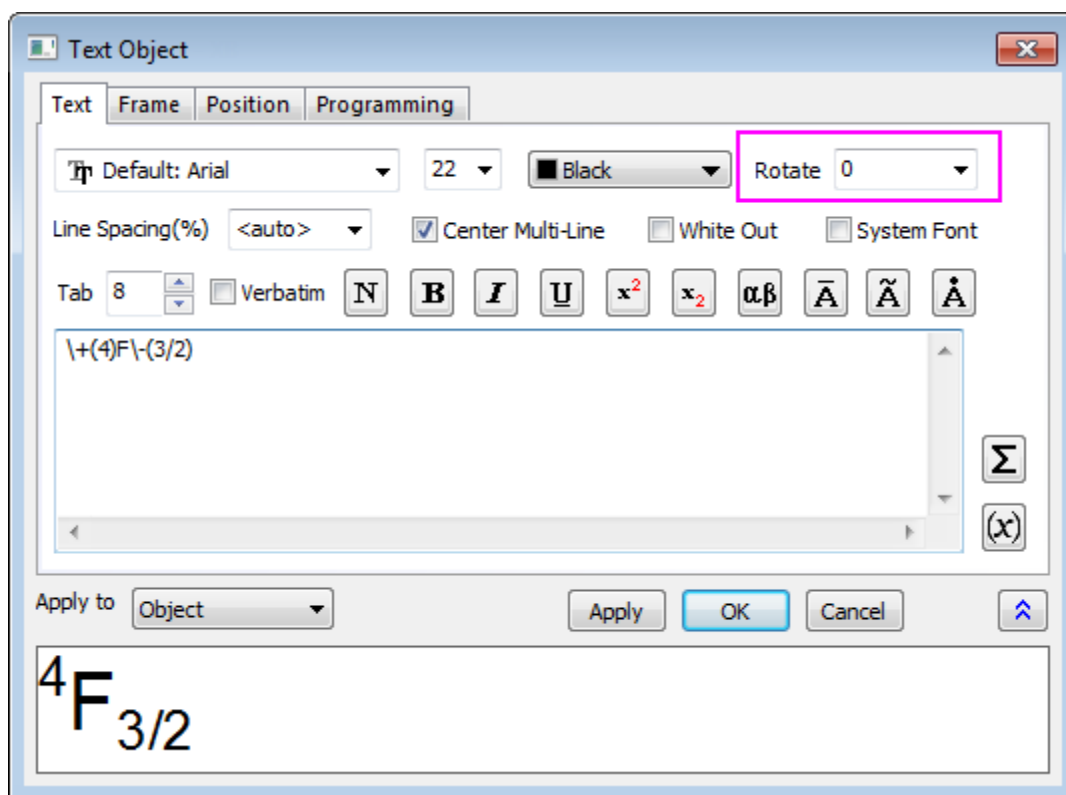 Text Object
Text Frame Position Programming
Default: Arial 22 Black Rotate 0
Line Spacing(%) <auto> Center Multi-Line White Out System Font
Tab 8 Verbatim N B I U x² x₂ αβ Ā Ã Ȧ
\+(4)F\-(3/2)
Σ
(x)
Apply to Object Apply OK Cancel
⁴F₃/₂